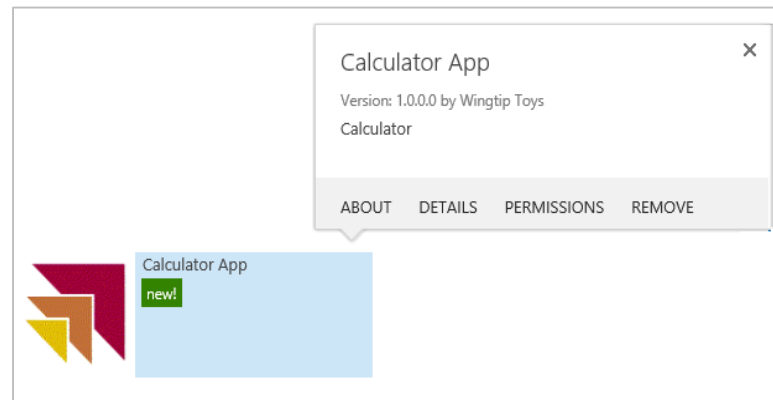 Calculator App
Version: 1.0.0.0 by Wingtip Toys
Calculator
ABOUT DETAILS PERMISSIONS REMOVE
Calculator App
new!